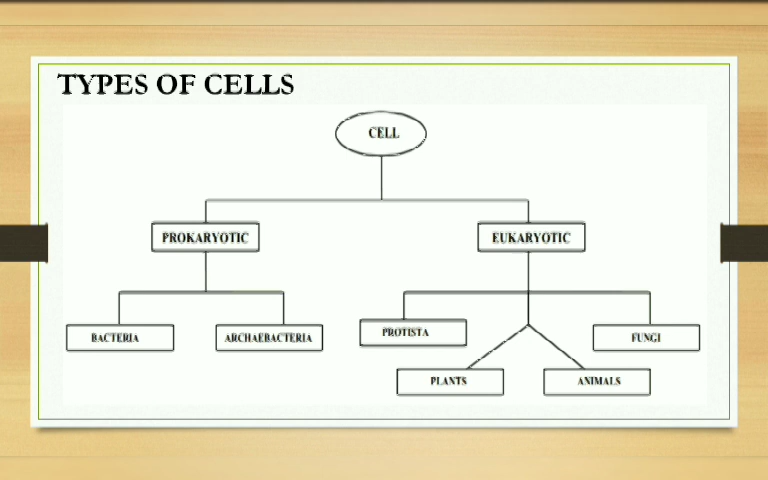 TYPES OF CELLS
CELL
PROKARYOTIC
EUKARYOTIC
BACTERIA
ARCHAEBACTERIA
PROTISTA
FUNGI
PLANTS
ANIMALS